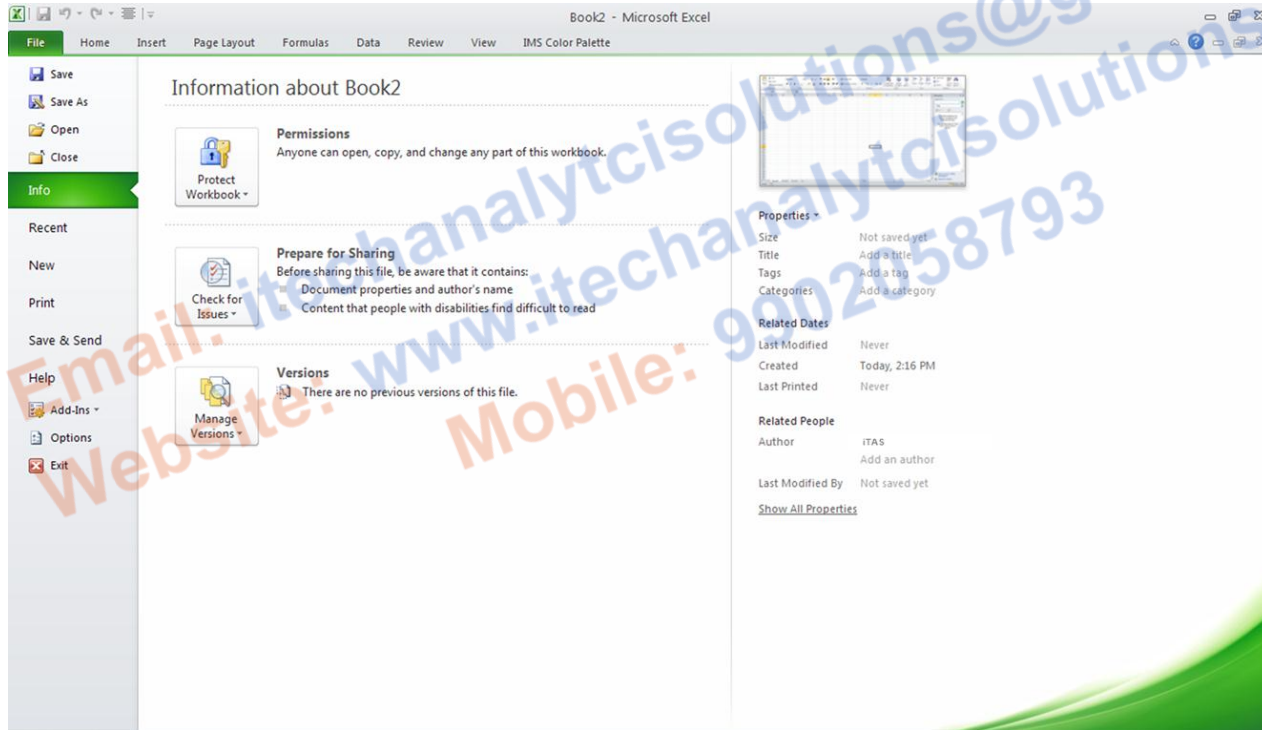 Book2 - Microsoft Excel
File Home Insert Page Layout Formulas Data Review View IMS Color Palette
Save
Save As
Open
Close
Info
Recent
New
Print
Save & Send
Help
Add-Ins
Options
Exit
Information about Book2
Protect
Workbook
Permissions
Anyone can open, copy, and change any part of this workbook.
Check for
Issues
Prepare for Sharing
Before sharing this file, be aware that it contains:
Document properties and author's name
Content that people with disabilities find difficult to read
Manage
Versions
Versions
There are no previous versions of this file.
Properties
Size Not saved yet
Title Add a title
Tags Add a tag
Categories Add a category
Related Dates
Last Modified Never
Created Today, 2:16 PM
Last Printed Never
Related People
Author iTAS
Add an author
Last Modified By Not saved yet
Show All Properties
Email: itechanalytcisolutions@g
Website: www.itechanalytcisolutions
Mobile: 9902058793